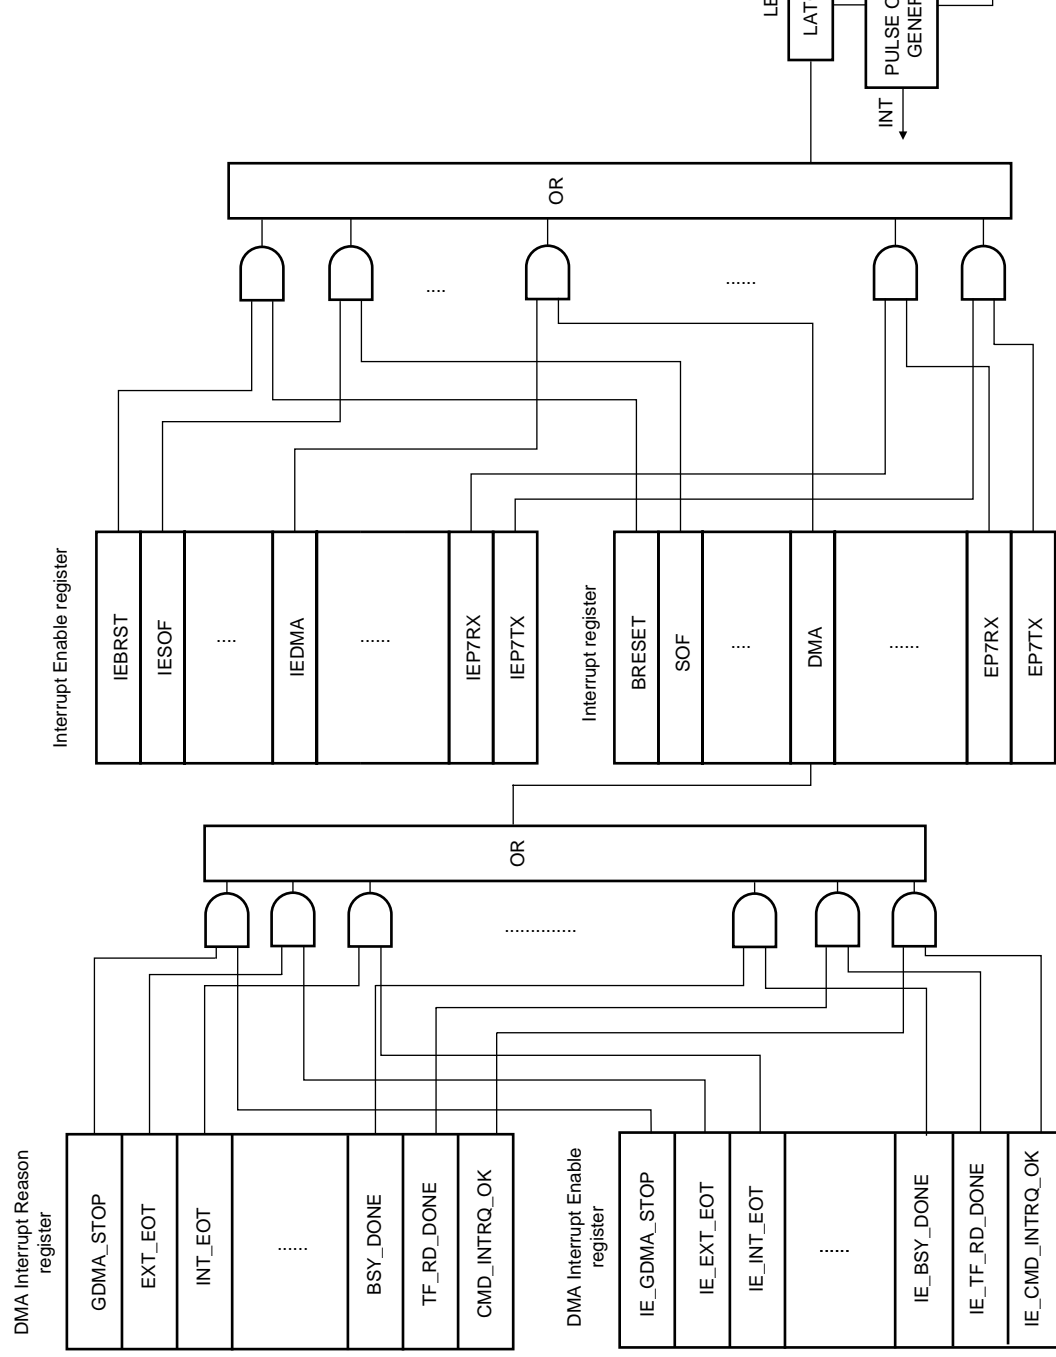 DMA Interrupt Reason
register
GDMA_STOP
EXT_EOT
INT_EOT
......
BSY_DONE
TF_RD_DONE
CMD_INTRQ_OK
DMA Interrupt Enable
register
IE_GDMA_STOP
IE_EXT_EOT
IE_INT_EOT
......
IE_BSY_DONE
IE_TF_RD_DONE
IE_CMD_INTRQ_OK
..............
OR
Interrupt Enable register
IEBRST
IESOF
....
IEDMA
......
IEP7RX
IEP7TX
Interrupt register
BRESET
SOF
....
DMA
......
EP7RX
EP7TX
....
......
OR
LE
LAT
PULSE
GENER
INT